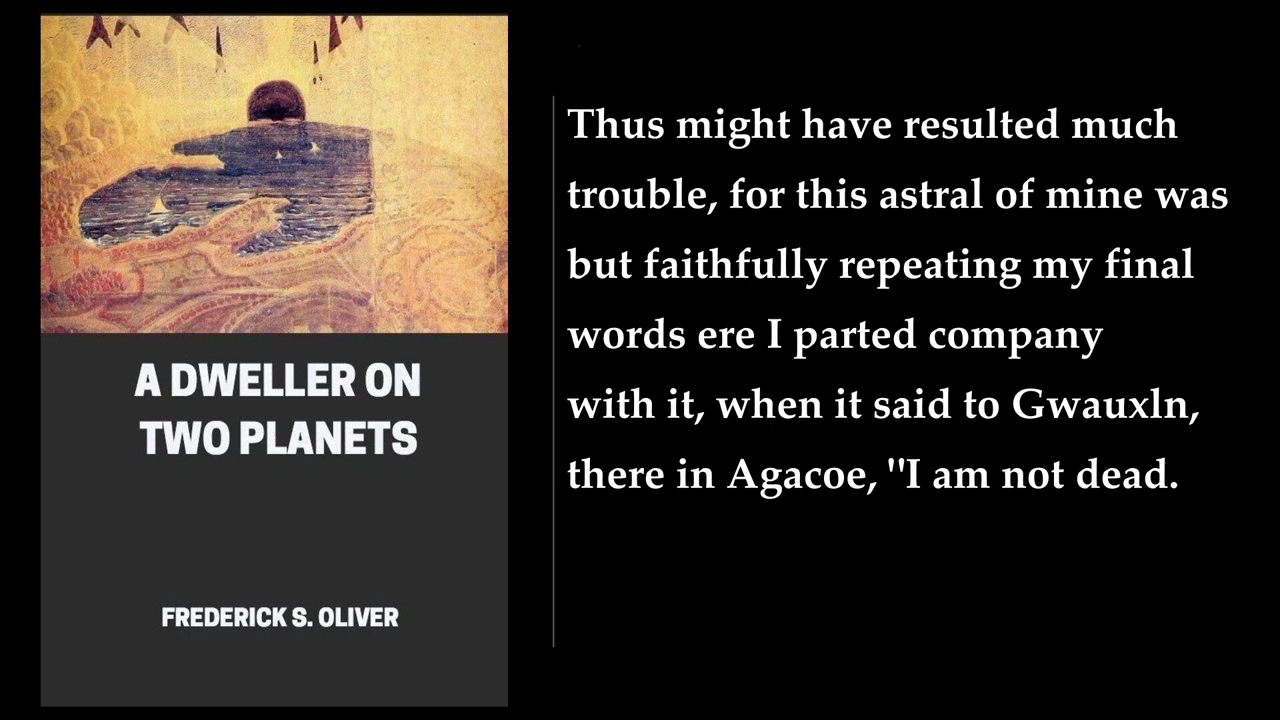 A DWELLER ON
TWO PLANETS
FREDERICK S. OLIVER
Thus might have resulted much
trouble, for this astral of mine was
but faithfully repeating my final
words ere I parted company
with it, when it said to Gwauxln,
there in Agacoe, "I am not dead.